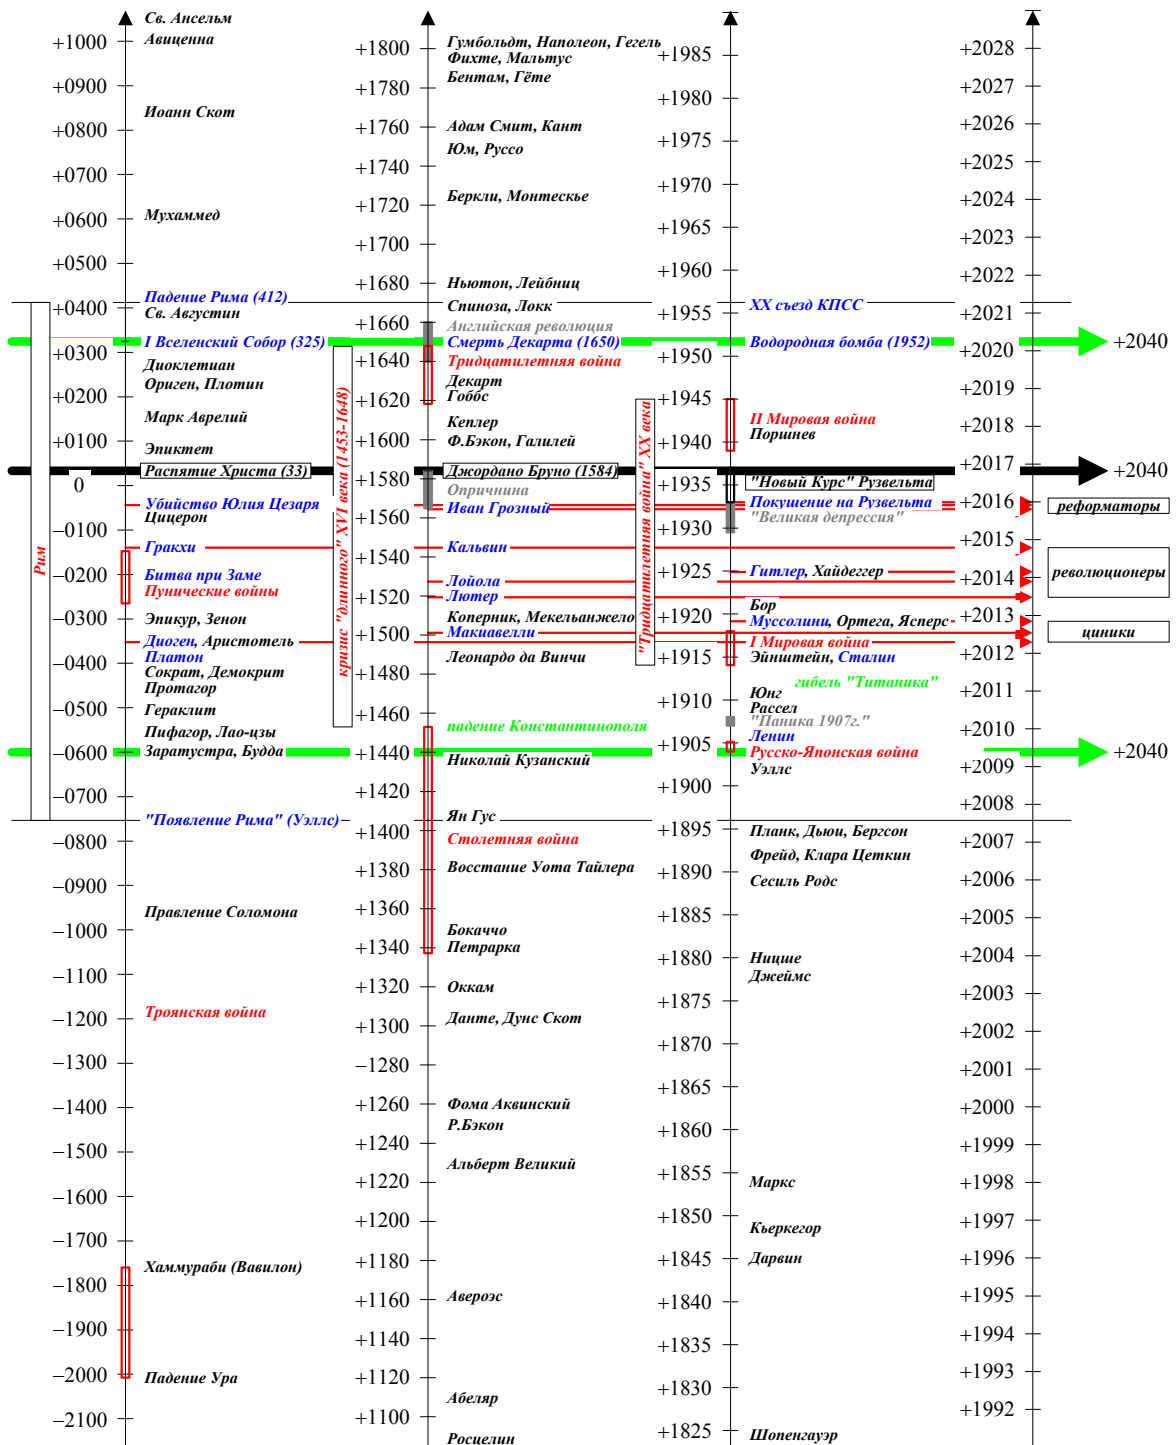 Св. Ансельм
+1000
Авиценна
+0900
Иоанн Скот
+0800
+0700
+0600
Мухаммед
+0500
Падение Рима (412)
+0400
Св. Августин
I Вселенский Собор (325)
+0300
Диоклетиан
Ориген, Плотин
+0200
Марк Аврелий
+0100
Эпиктет
Распятие Христа (33)
0
Убийство Юлия Цезаря
Цицерон
−0100
Гракхи
−0200
Битва при Заме
Пунические войны
−0300
Эпикур, Зенон
Диоген, Аристотель
Платон
−0400
Сократ, Демокрит
Протагор
−0500
Гераклит
Пифагор, Лао-цзы
−0600
Заратустра, Будда
−0700
"Появление Рима" (Уэллс)
−0800
−0900
Правление Соломона
−1000
−1100
Троянская война
−1200
−1300
−1400
−1500
−1600
−1700
Хаммураби (Вавилон)
−1800
−1900
−2000
Падение Ура
−2100
Рим
+1800
Гумбольдт, Наполеон, Гегель
Фихте, Мальтус
+1780
Бентам, Гёте
+1760
Адам Смит, Кант
Юм, Руссо
+1740
+1720
Беркли, Монтескье
+1700
+1680
Ньютон, Лейбниц
Спиноза, Локк
+1660
Английская революция
Смерть Декарта (1650)
+1640
Тридцатилетняя война
Декарт
Гоббс
+1620
Кеплер
+1600
Ф.Бэкон, Галилей
Джордано Бруно (1584)
+1580
Опричнина
Иван Грозный
+1560
Кальвин
+1540
Лойола
Лютер
+1520
Коперник, Мекельанжело
Макиавелли
+1500
Леонардо да Винчи
+1480
+1460
падение Константинополя
+1440
Николай Кузанский
+1420
Ян Гус
+1400
Столетняя война
+1380
Восстание Уота Тайлера
+1360
Бокаччо
+1340
Петрарка
+1320
Оккам
+1300
Данте, Дунс Скот
−1280
+1260
Фома Аквинский
Р.Бэкон
+1240
Альберт Великий
+1220
+1200
+1180
+1160
Авероэс
+1140
+1120
Абеляр
+1100
Росцелин
кризис "длинного" XVI века (1453-1648)
+1985
+1980
+1975
+1970
+1965
+1960
+1955
XX съезд КПСС
Водородная бомба (1952)
+1950
+1945
II Мировая война
Поршнев
+1940
+1935
"Новый Курс" Рузвельта
Покушение на Рузвельта
"Великая депрессия"
+1930
+1925
Гитлер, Хайдеггер
Бор
+1920
Муссолини, Ортега, Ясперс
I Мировая война
+1915
Эйнштейн, Сталин
гибель "Титаника"
+1910
Юнг
Рассел
"Паника 1907г."
+1905
Ленин
Русско-Японская война
Уэллс
+1900
+1895
Планк, Дьюи, Бергсон
Фрейд, Клара Цеткин
+1890
Сесиль Родс
+1885
+1880
Ницше
Джеймс
+1875
+1870
+1865
+1860
+1855
Маркс
+1850
Кьеркегор
+1845
Дарвин
+1840
+1835
+1830
+1825
Шопенгауэр
"Тридцатилетняя война" XX века
+2028
+2027
+2026
+2025
+2024
+2023
+2022
+2021
+2020
+2019
+2018
+2017
+2016
+2015
+2014
+2013
+2012
+2011
+2010
+2009
+2008
+2007
+2006
+2005
+2004
+2003
+2002
+2001
+2000
+1999
+1998
+1997
+1996
+1995
+1994
+1993
+1992
+2040
+2040
реформаторы
революционеры
циники
+2040